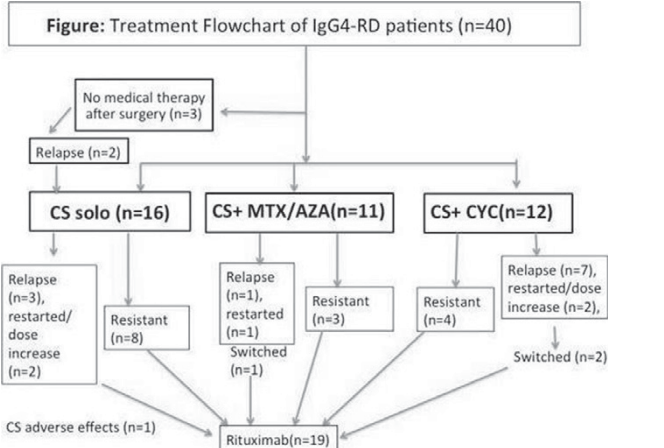 Figure: Treatment Flowchart of IgG4-RD patients (n=40)
No medical therapy
after surgery (n=3)
Relapse (n=2)
CS solo (n=16)
CS+ MTX/AZA(n=11)
CS+ CYC(n=12)
Relapse
(n=3),
restarted/
dose
increase
(n=2)
Resistant
(n=8)
Relapse
(n=1),
restarted
(n=1)
Switched
(n=1)
Resistant
(n=3)
Resistant
(n=4)
Relapse (n=7),
restarted/dose
increase (n=2),
Switched (n=2)
CS adverse effects (n=1)
Rituximab(n=19)